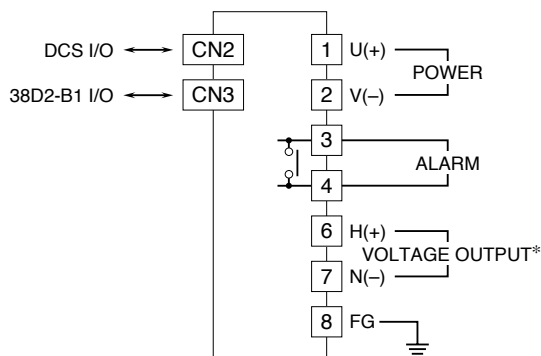 DCS I/O CN2 1 U(+)
POWER
38D2-B1 I/O CN3 2 V(–)
3
ALARM
4
6 H(+)
VOLTAGE OUTPUT*
7 N(–)
8 FG